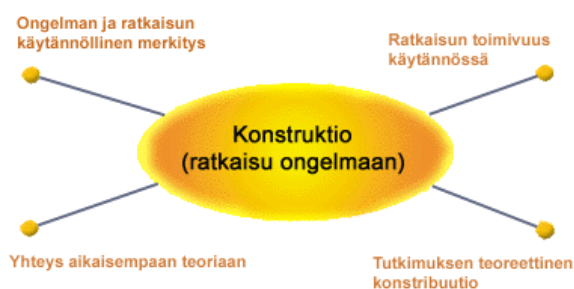 Ongelman ja ratkaisun
käytännöllinen merkitys
Ratkaisun toimivuus
käytännössä
Konstruktio
(ratkaisu ongelmaan)
Yhteys aikaisempaan teoriaan
Tutkimuksen teoreettinen
konstribuutio